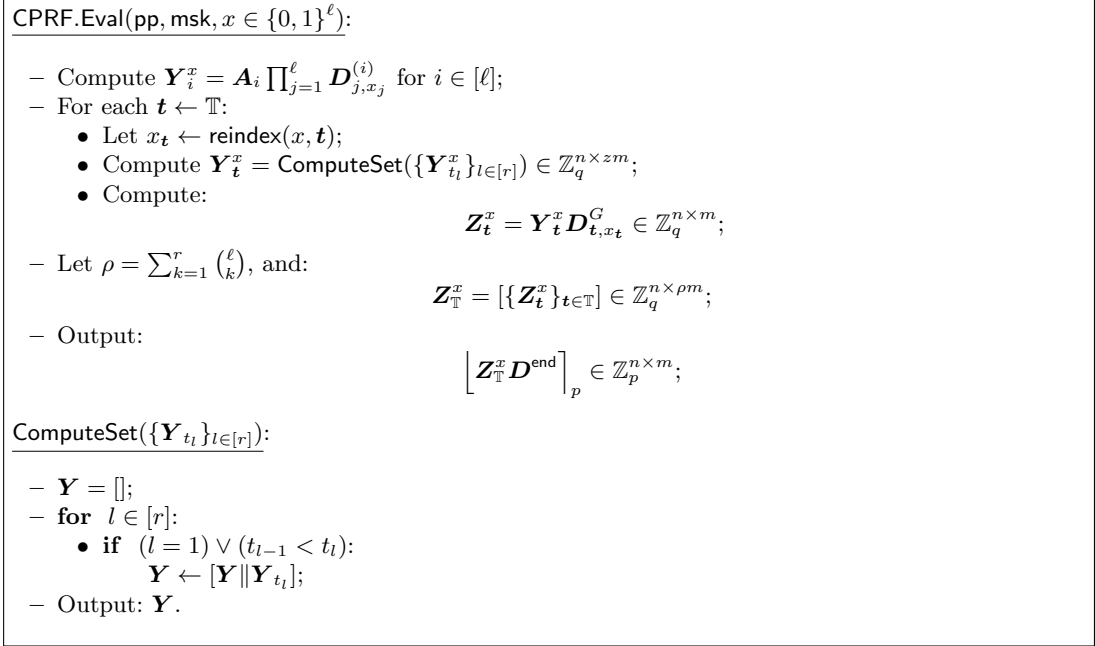 CPRF.Eval(pp, msk, x ∈ {0, 1}^ℓ):
– Compute Y_i^x = A_i ∏_{j=1}^ℓ D_{j,x_j}^{(i)} for i ∈ [ℓ];
– For each t ← 𝕋:
• Let x_t ← reindex(x, t);
• Compute Y_t^x = ComputeSet({Y_{t_l}^x}_{l∈[r]}) ∈ ℤ_q^{n×zm};
• Compute:
Z_t^x = Y_t^x D_{t,x_t}^G ∈ ℤ_q^{n×m};
– Let ρ = ∑_{k=1}^r \binom{ℓ}{k}, and:
Z_𝕋^x = [{Z_t^x}_{t∈𝕋}] ∈ ℤ_q^{n×ρm};
– Output:
⌊Z_𝕋^x D^{end}⌉_p ∈ ℤ_p^{n×m};
ComputeSet({Y_{t_l}}_{l∈[r]}):
– Y = [];
– for l ∈ [r]:
• if (l = 1) ∨ (t_{l−1} < t_l):
Y ← [Y‖Y_{t_l}];
– Output: Y.